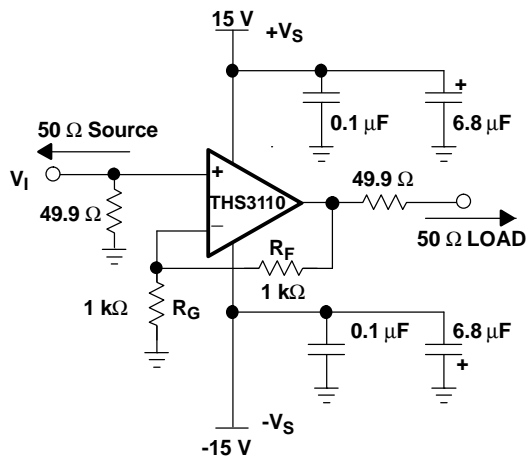 15 V
+VS
+
0.1 μF
6.8 μF
50 Ω Source
VI
49.9 Ω
+
THS3110
−
49.9 Ω
50 Ω LOAD
RF
1 kΩ
1 kΩ
RG
0.1 μF
6.8 μF
+
-VS
-15 V